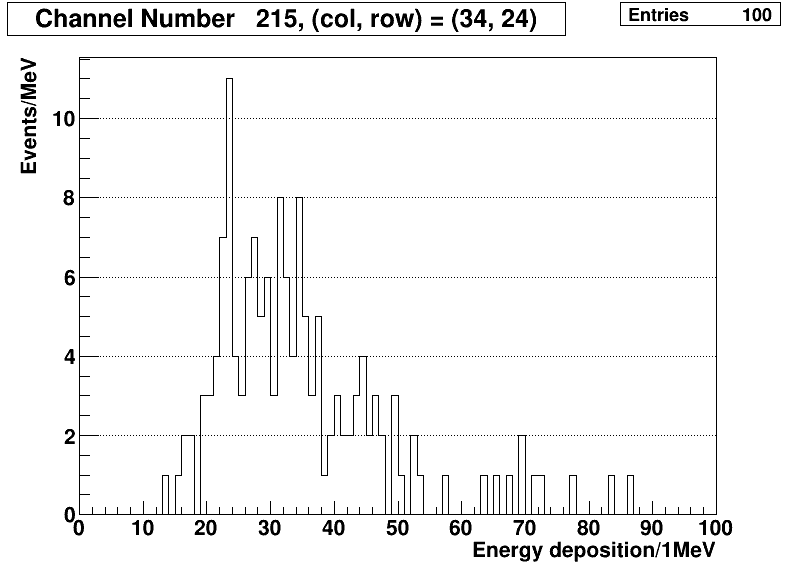 Channel Number 215, (col, row) = (34, 24)
Entries 100
Events/MeV
10
8
6
4
2
0
0 10 20 30 40 50 60 70 80 90 100
Energy deposition/1MeV